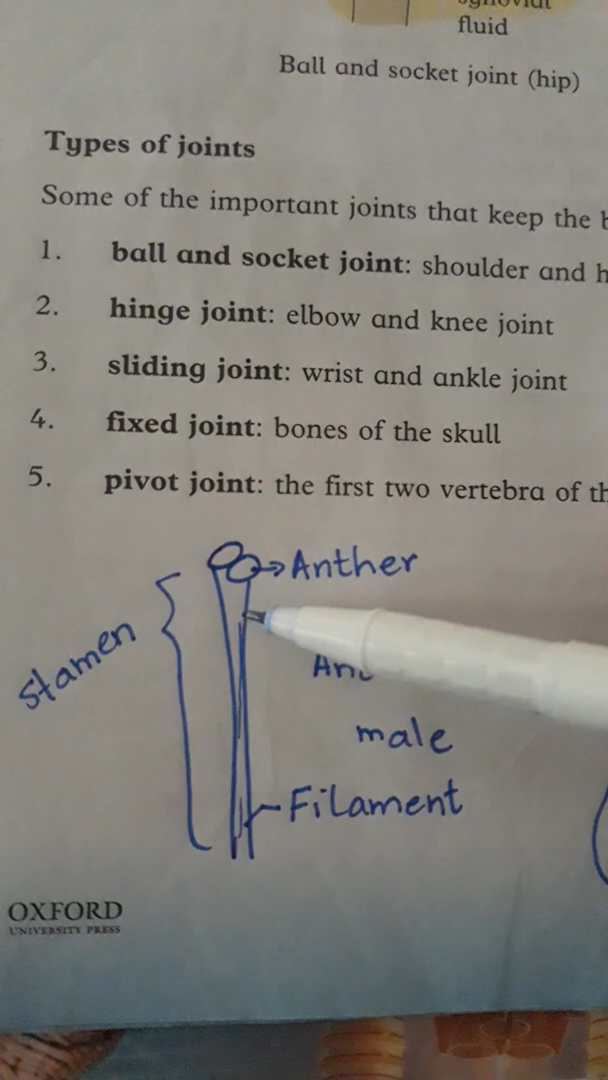 fluid
Ball and socket joint (hip)
Types of joints
Some of the important joints that keep the
1. ball and socket joint: shoulder and
2. hinge joint: elbow and knee joint
3. sliding joint: wrist and ankle joint
4. fixed joint: bones of the skull
5. pivot joint: the first two vertebra of
Anther
Stamen
male
Filament
OXFORD
UNIVERSITY PRESS